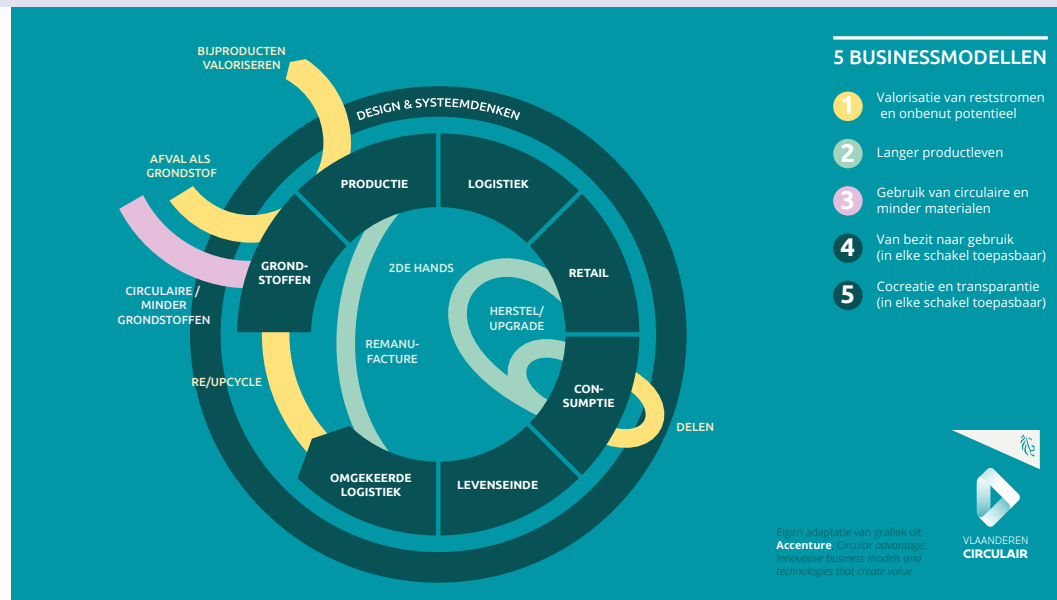 BIJPRODUCTEN
VALORISEREN
DESIGN & SYSTEEMDENKEN
AFVAL ALS
GRONDSTOF
PRODUCTIE
LOGISTIEK
GROND-
STOFFEN
2DE HANDS
RETAIL
CIRCULAIRE /
MINDER
GRONDSTOFFEN
HERSTEL/
UPGRADE
REMANU-
FACTURE
RE/UPCYCLE
CON-
SUMPTIE
DELEN
OMGEKEERDE
LOGISTIEK
LEVENSEINDE
5 BUSINESSMODELLEN
1 Valorisatie van reststromen
en onbenut potentieel
2 Langer productleven
3 Gebruik van circulaire en
minder materialen
4 Van bezit naar gebruik
(in elke schakel toepasbaar)
5 Cocreatie en transparantie
(in elke schakel toepasbaar)
Eigen adaptatie van grafiek uit
Accenture Circular advantage:
Innovative business models and
technologies that create value
VLAANDEREN
CIRCULAIR